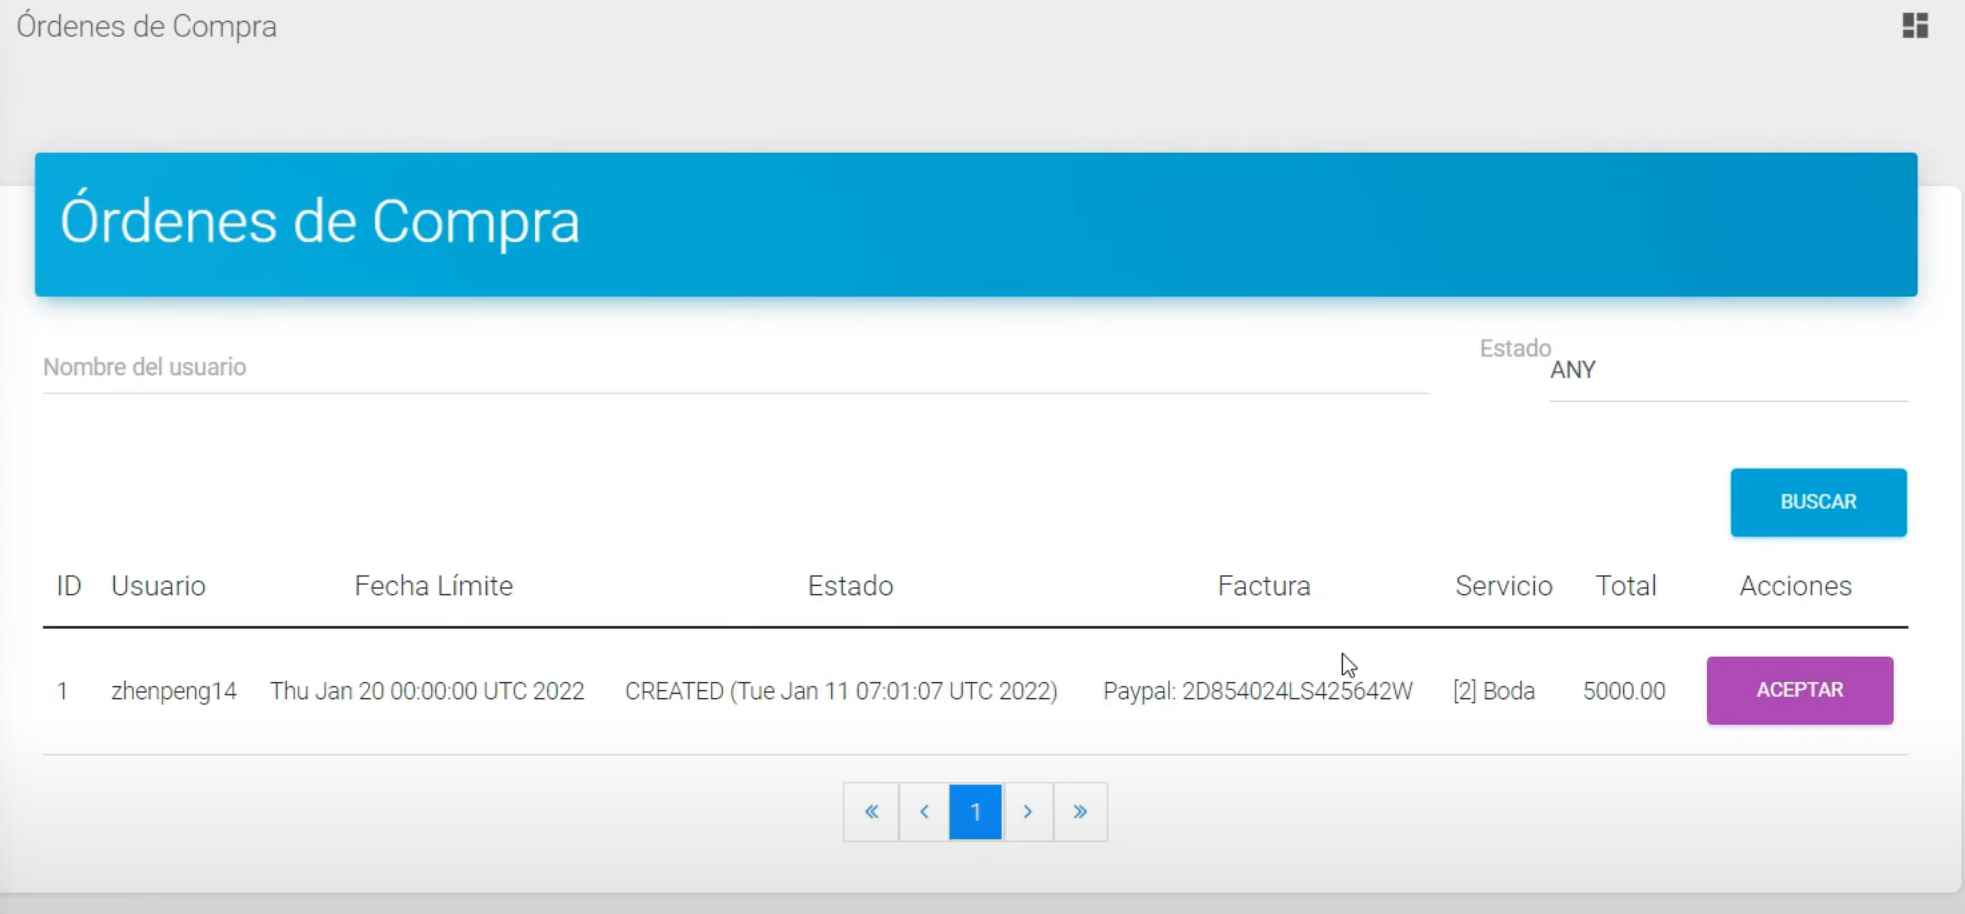 Órdenes de Compra
Órdenes de Compra
Nombre del usuario
Estado
ANY
BUSCAR
ID Usuario Fecha Límite Estado Factura Servicio Total Acciones
1 zhenpeng14 Thu Jan 20 00:00:00 UTC 2022 CREATED (Tue Jan 11 07:01:07 UTC 2022) Paypal: 2D854024LS425642W [2] Boda 5000.00 ACEPTAR
« ‹ 1 › »